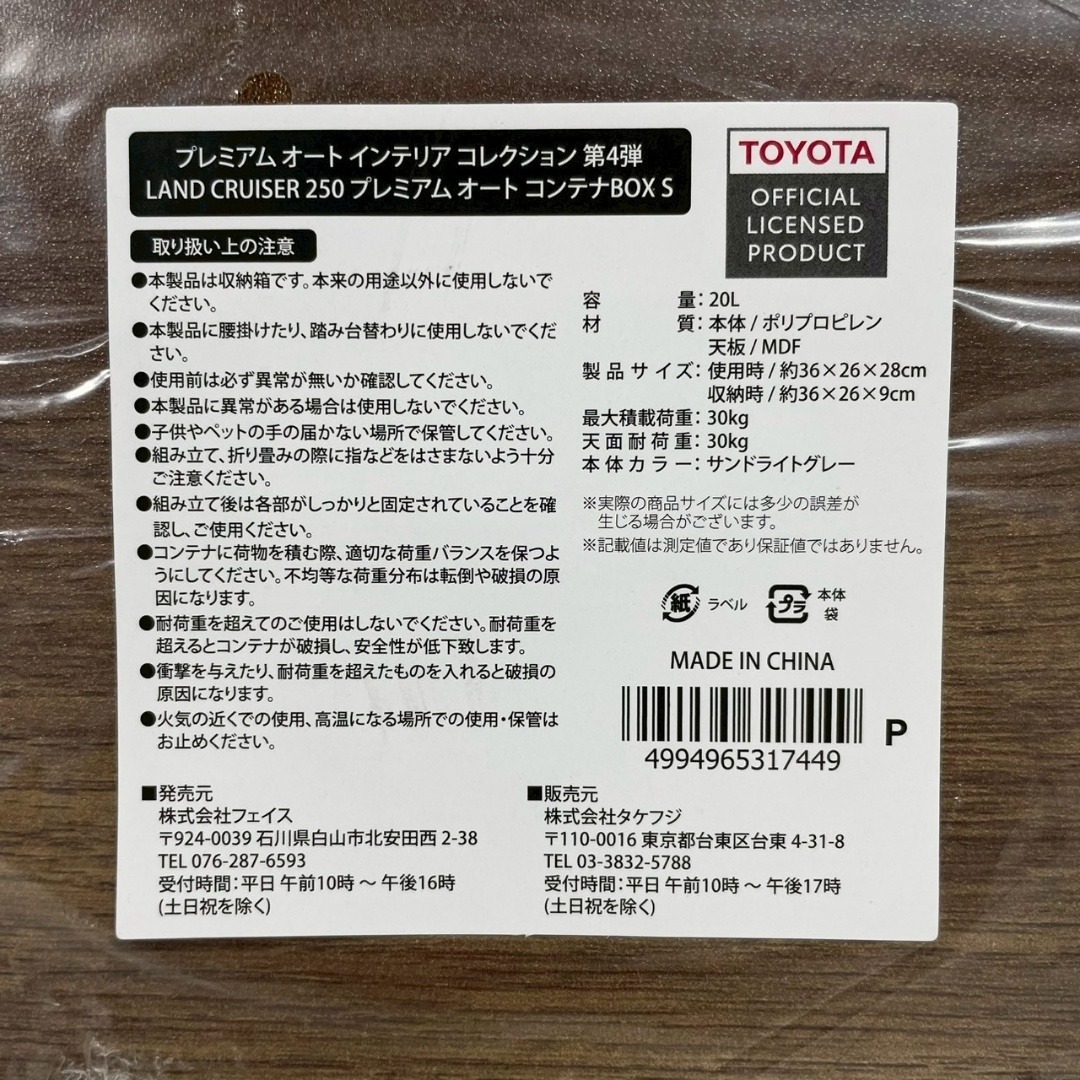 プレミアム オート インテリア コレクション 第4弾
LAND CRUISER 250 プレミアム オート コンテナBOX S
TOYOTA
OFFICIAL
LICENSED
PRODUCT
取り扱い上の注意
●本製品は収納箱です。本来の用途以外に使用しないで
ください。
●本製品に腰掛けたり、踏み台替わりに使用しないでくだ
さい。
●使用前は必ず異常が無いか確認してください。
●本製品に異常がある場合は使用しないでください。
●子供やペットの手の届かない場所で保管してください。
●組み立て、折り畳みの際に指などをはさまないよう十分
ご注意ください。
●組み立て後は各部がしっかりと固定されていることを確
認し、ご使用ください。
●コンテナに荷物を積む際、適切な荷重バランスを保つよ
うにしてください。不均等な荷重分布は転倒や破損の原
因になります。
●耐荷重を超えてのご使用はしないでください。耐荷重を
超えるとコンテナが破損し、安全性が低下致します。
●衝撃を与えたり、耐荷重を超えたものを入れると破損の
原因になります。
●火気の近くでの使用、高温になる場所での使用・保管は
お止めください。
容量：20L
材質：本体 / ポリプロピレン
天板 / MDF
製品サイズ：使用時 / 約36×26×28cm
収納時 / 約36×26×9cm
最大積載荷重：30kg
天面耐荷重：30kg
本体カラー：サンドライトグレー
※実際の商品サイズには多少の誤差が
生じる場合がございます。
※記載値は測定値であり保証値ではありません。
紙 ラベル プラ 本体
袋
MADE IN CHINA
4994965317449
P
■発売元
株式会社フェイス
〒924-0039 石川県白山市北安田西 2-38
TEL 076-287-6593
受付時間：平日 午前10時 ～ 午後16時
(土日祝を除く)
■販売元
株式会社タケフジ
〒110-0016 東京都台東区台東 4-31-8
TEL 03-3832-5788
受付時間：平日 午前10時 ～ 午後17時
(土日祝を除く)